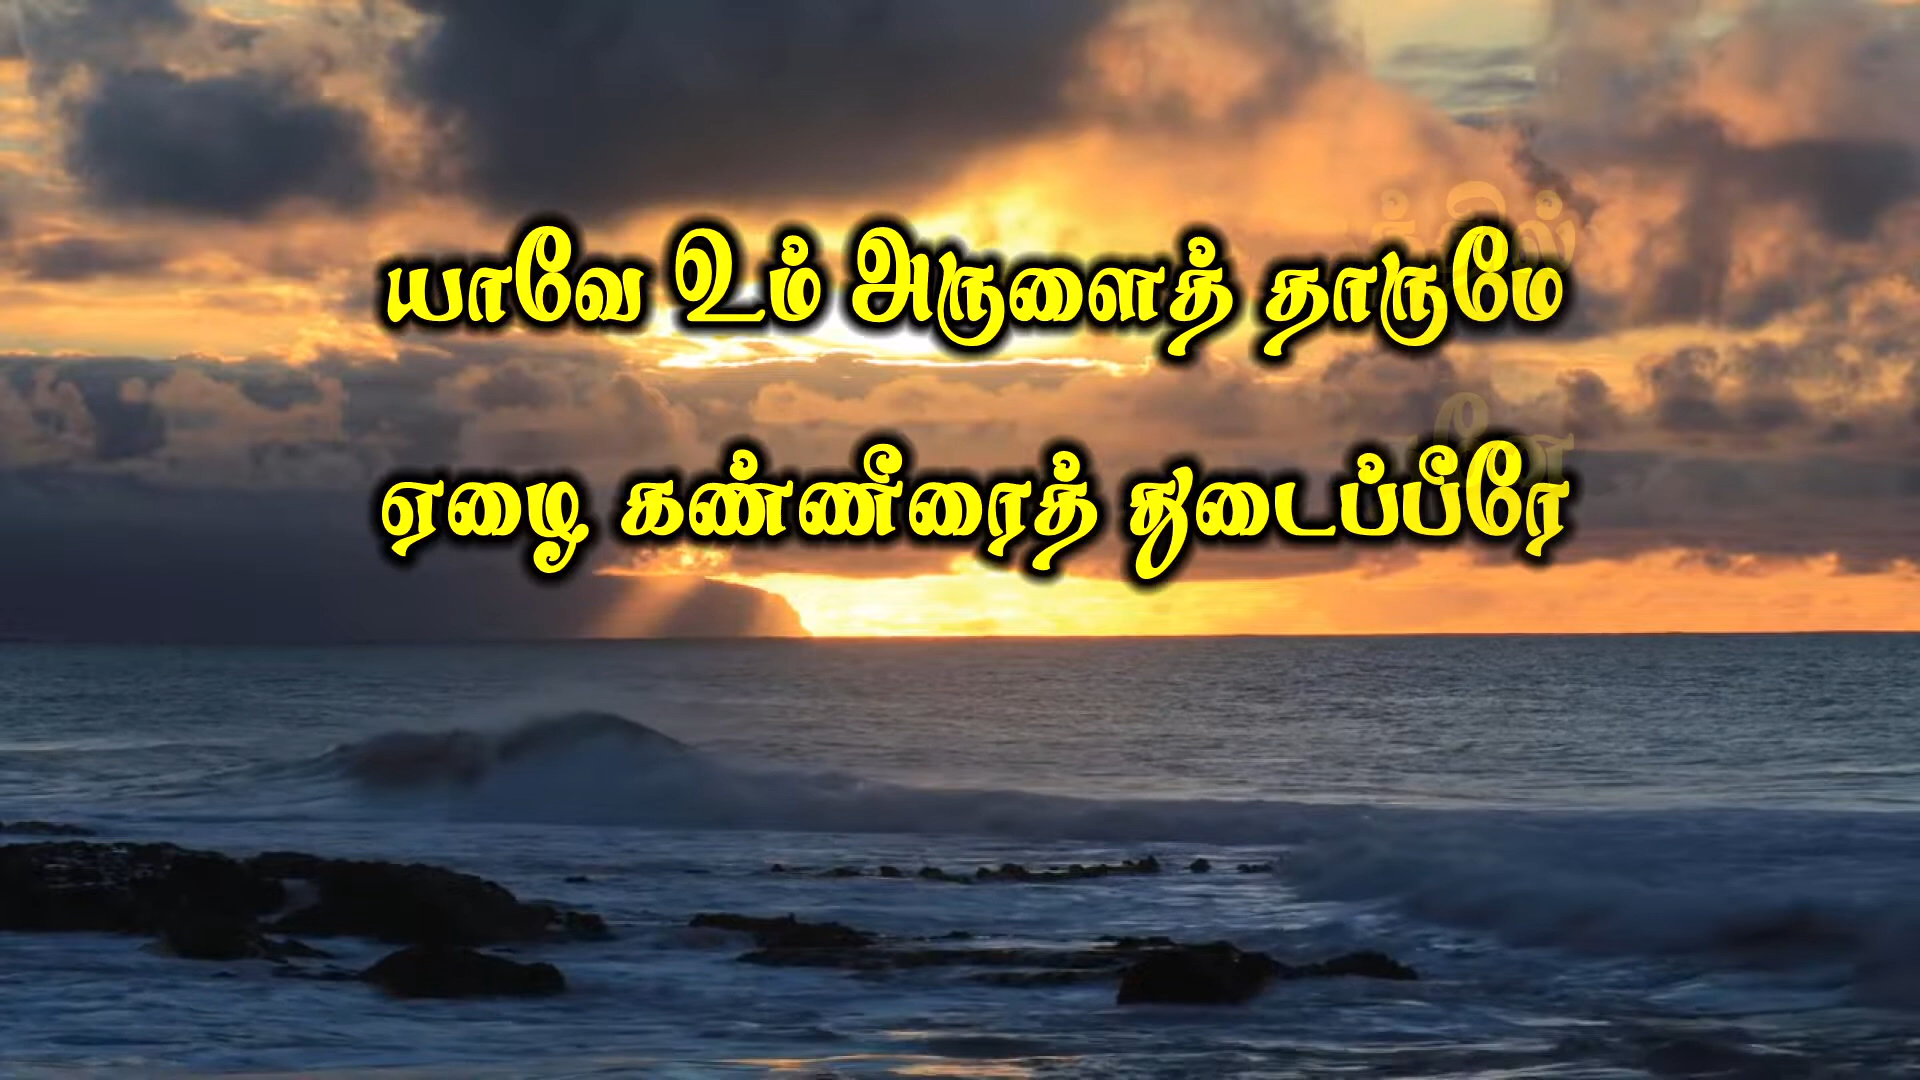 யாவே உம் அருளைத் தாருமே
ஏழை கண்ணீரைத் துடைப்பீரே